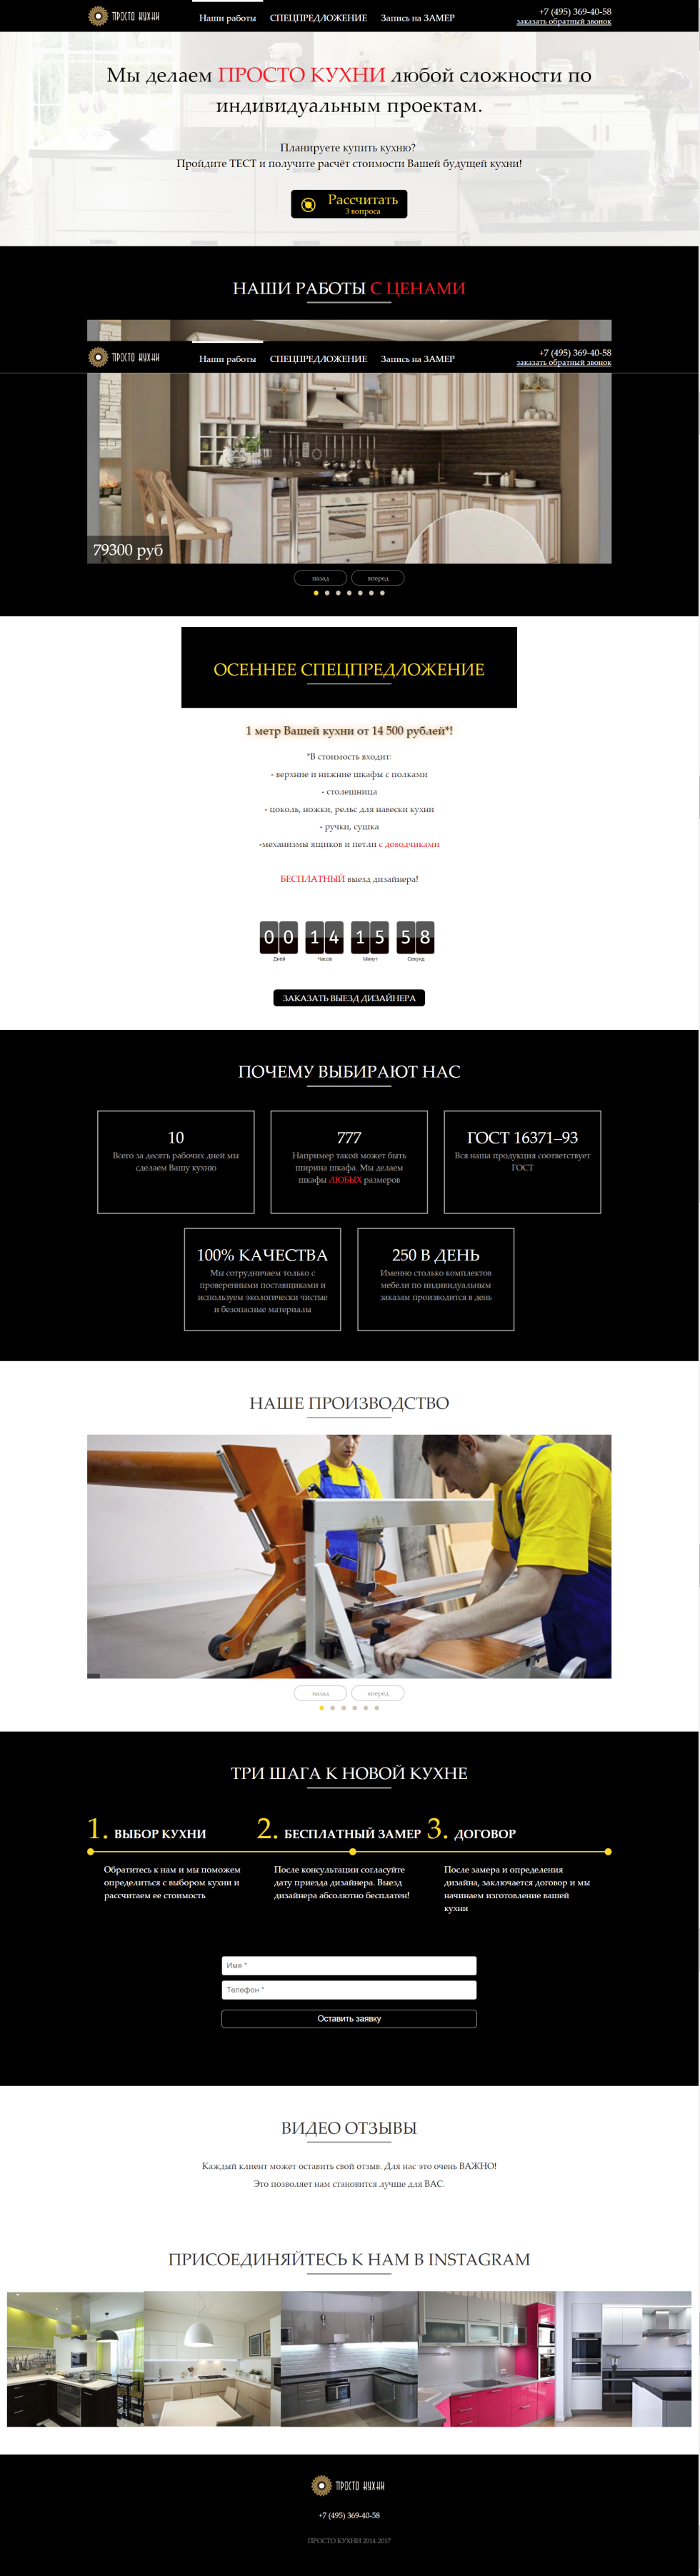 ПРОСТО КУХНИ
Наши работы СПЕЦПРЕДЛОЖЕНИЕ Запись на ЗАМЕР
+7 (495) 369-40-58
заказать обратный звонок
Мы делаем ПРОСТО КУХНИ любой сложности по
индивидуальным проектам.
Планируете купить кухню?
Пройдите ТЕСТ и получите расчёт стоимости Вашей будущей кухни!
Рассчитать
3 вопроса
НАШИ РАБОТЫ С ЦЕНАМИ
ПРОСТО КУХНИ
Наши работы СПЕЦПРЕДЛОЖЕНИЕ Запись на ЗАМЕР
+7 (495) 369-40-58
заказать обратный звонок
79300 руб
назад вперед
ОСЕННЕЕ СПЕЦПРЕДЛОЖЕНИЕ
1 метр Вашей кухни от 14 500 рублей*!
*В стоимость входит:
- верхние и нижние шкафы с полками
- столешница
- цоколь, ножки, рельс для навески кухни
- ручки, сушка
-механизмы ящиков и петли с доводчиками
БЕСПЛАТНЫЙ выезд дизайнера!
00 14 15 58
Дней Часов Минут Секунд
ЗАКАЗАТЬ ВЫЕЗД ДИЗАЙНЕРА
ПОЧЕМУ ВЫБИРАЮТ НАС
10
Всего за десять рабочих дней мы
сделаем Вашу кухню
777
Например такой может быть
ширина шкафа. Мы делаем
шкафы ЛЮБЫХ размеров
ГОСТ 16371–93
Вся наша продукция соответствует
ГОСТ
100% КАЧЕСТВА
Мы сотрудничаем только с
проверенными поставщиками и
используем экологически чистые
и безопасные материалы
250 В ДЕНЬ
Именно столько комплектов
мебели по индивидуальным
заказам производится в день
НАШЕ ПРОИЗВОДСТВО
назад вперед
ТРИ ШАГА К НОВОЙ КУХНЕ
1. ВЫБОР КУХНИ
2. БЕСПЛАТНЫЙ ЗАМЕР
3. ДОГОВОР
Обратитесь к нам и мы поможем
определиться с выбором кухни и
рассчитаем ее стоимость
После консультации согласуйте
дату приезда дизайнера. Выезд
дизайнера абсолютно бесплатен!
После замера и определения
дизайна, заключается договор и мы
начинаем изготовление вашей
кухни
Имя *
Телефон *
Оставить заявку
ВИДЕО ОТЗЫВЫ
Каждый клиент может оставить свой отзыв. Для нас это очень ВАЖНО!
Это позволяет нам становится лучше для ВАС.
ПРИСОЕДИНЯЙТЕСЬ К НАМ В INSTAGRAM
ПРОСТО КУХНИ
+7 (495) 369-40-58
ПРОСТО КУХНИ 2014-2017